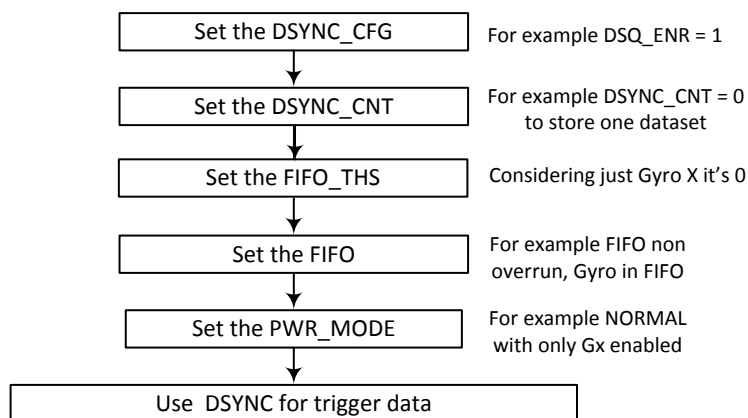 Set the DSYNC_CFG
For example DSQ_ENR = 1
Set the DSYNC_CNT
For example DSYNC_CNT = 0
to store one dataset
Set the FIFO_THS
Considering just Gyro X it's 0
Set the FIFO
For example FIFO non
overrun, Gyro in FIFO
Set the PWR_MODE
For example NORMAL
with only Gx enabled
Use DSYNC for trigger data